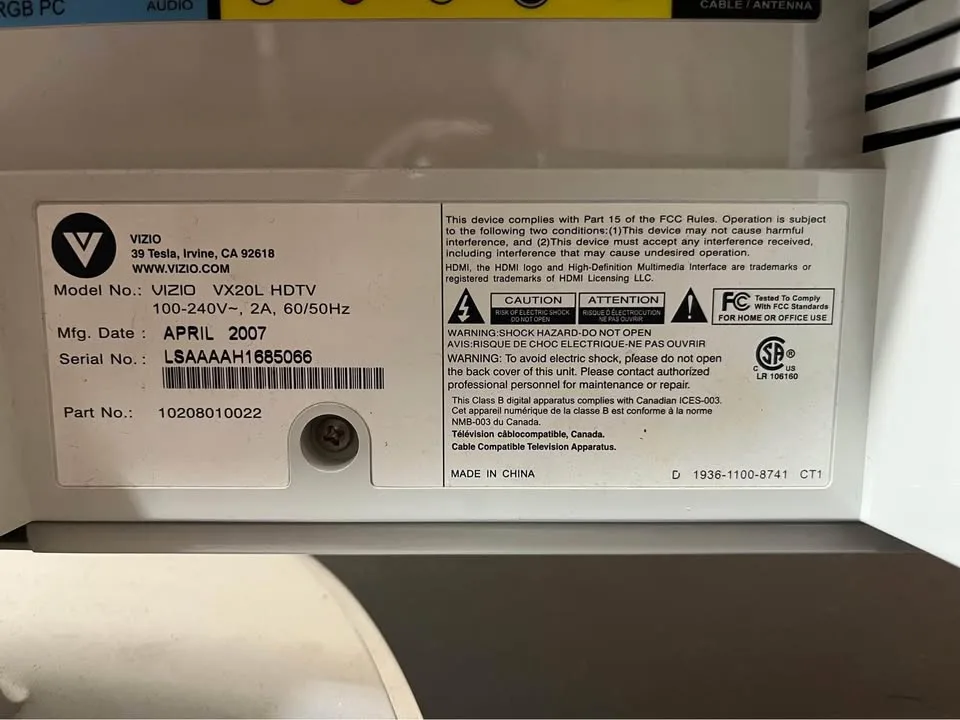 RGB PC
AUDIO
CABLE / ANTENNA
VIZIO
39 Tesla, Irvine, CA 92618
WWW.VIZIO.COM
Model No.: VIZIO VX20L HDTV
100-240V~, 2A, 60/50Hz
Mfg. Date : APRIL 2007
Serial No. : LSAAAAH1685066
Part No.: 10208010022
This device complies with Part 15 of the FCC Rules. Operation is subject
to the following two conditions:(1)This device may not cause harmful
interference, and (2)This device must accept any interference received,
including interference that may cause undesired operation.
HDMI, the HDMI logo and High-Definition Multimedia Interface are trademarks or
registered trademarks of HDMI Licensing LLC.
CAUTION
RISK OF ELECTRIC SHOCK
DO NOT OPEN
ATTENTION
RISQUE D'ÉLECTROCUTION
NE PAS OUVRIR
! 
FC Tested To Comply
With FCC Standards
FOR HOME OR OFFICE USE
WARNING:SHOCK HAZARD-DO NOT OPEN
AVIS:RISQUE DE CHOC ELECTRIQUE-NE PAS OUVRIR
WARNING: To avoid electric shock, please do not open
the back cover of this unit. Please contact authorized
professional personnel for maintenance or repair.
C SA ® US
LR 106160
This Class B digital apparatus complies with Canadian ICES-003.
Cet appareil numérique de la classe B est conforme à la norme
NMB-003 du Canada.
Télévision câblocompatible, Canada.
Cable Compatible Television Apparatus.
MADE IN CHINA
D 1936-1100-8741 CT1